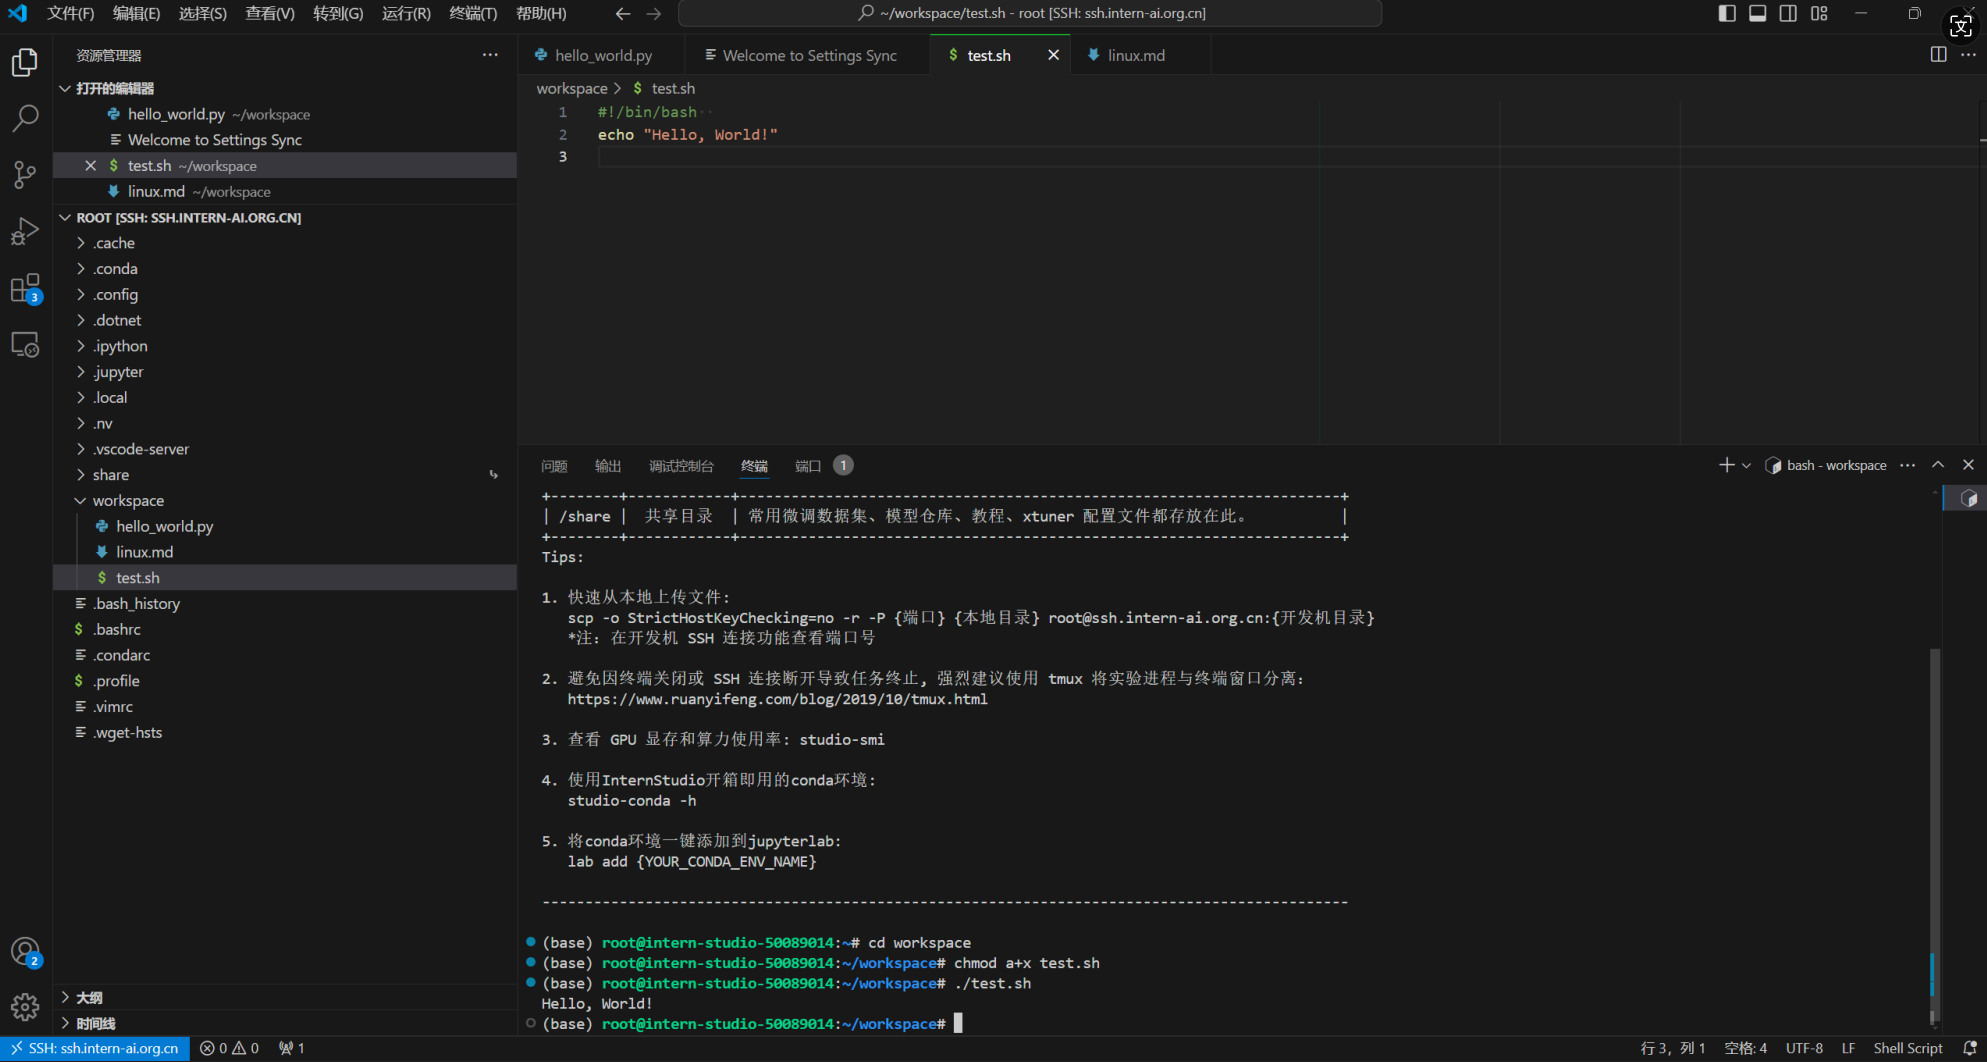 文件(F) 编辑(E) 选择(S) 查看(V) 转到(G) 运行(R) 终端(T) 帮助(H)
~/workspace/test.sh - root [SSH: ssh.intern-ai.org.cn]
资源管理器
打开的编辑器
hello_world.py ~/workspace
Welcome to Settings Sync
test.sh ~/workspace
linux.md ~/workspace
ROOT [SSH: SSH.INTERN-AI.ORG.CN]
.cache
.conda
.config
.dotnet
.ipython
.jupyter
.local
.nv
.vscode-server
share
workspace
hello_world.py
linux.md
$ test.sh
.bash_history
$ .bashrc
.condarc
$ .profile
.vimrc
.wget-hsts
大纲
时间线
3
2
hello_world.py
Welcome to Settings Sync
$ test.sh
linux.md
workspace > $ test.sh
1 #!/bin/bash
2 echo "Hello, World!"
3
问题 输出 调试控制台 终端 端口 1
bash - workspace
+--------+------------+-----------------------------------------------------------------------+
| /share | 共享目录 | 常用微调数据集、模型仓库、教程、xtuner 配置文件都存放在此。 |
+--------+------------+-----------------------------------------------------------------------+
Tips:
1. 快速从本地上传文件:
scp -o StrictHostKeyChecking=no -r -P {端口} {本地目录} root@ssh.intern-ai.org.cn:{开发机目录}
*注: 在开发机 SSH 连接功能查看端口号
2. 避免因终端关闭或 SSH 连接断开导致任务终止, 强烈建议使用 tmux 将实验进程与终端窗口分离:
https://www.ruanyifeng.com/blog/2019/10/tmux.html
3. 查看 GPU 显存和算力使用率: studio-smi
4. 使用InternStudio开箱即用的conda环境:
studio-conda -h
5. 将conda环境一键添加到jupyterlab:
lab add {YOUR_CONDA_ENV_NAME}
-----------------------------------------------------------------------------------------------
(base) root@intern-studio-50089014:~# cd workspace
(base) root@intern-studio-50089014:~/workspace# chmod a+x test.sh
(base) root@intern-studio-50089014:~/workspace# ./test.sh
Hello, World!
(base) root@intern-studio-50089014:~/workspace#
SSH: ssh.intern-ai.org.cn 0 0 1
行 3，列 1 空格: 4 UTF-8 LF Shell Script